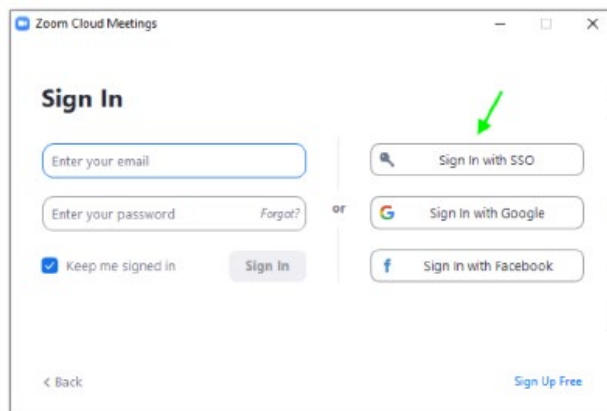 Zoom Cloud Meetings
Sign In
Enter your email
Enter your password Forgot?
Keep me signed in Sign In
or
Sign In with SSO
G Sign In with Google
f Sign In with Facebook
< Back
Sign Up Free